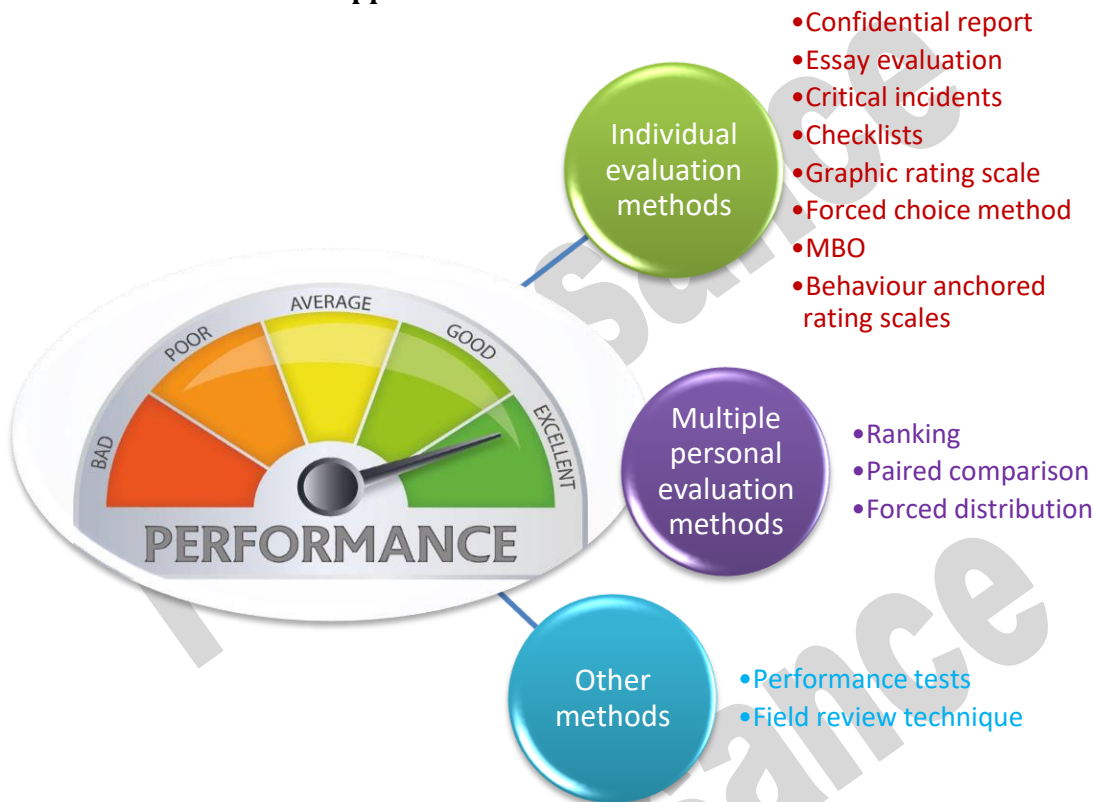 •Confidential report
•Essay evaluation
•Critical incidents
•Checklists
•Graphic rating scale
•Forced choice method
•MBO
•Behaviour anchored
rating scales
Individual
evaluation
methods
BAD
POOR
AVERAGE
GOOD
EXCELLENT
PERFORMANCE
Multiple
personal
evaluation
methods
•Ranking
•Paired comparison
•Forced distribution
Other
methods
•Performance tests
•Field review technique